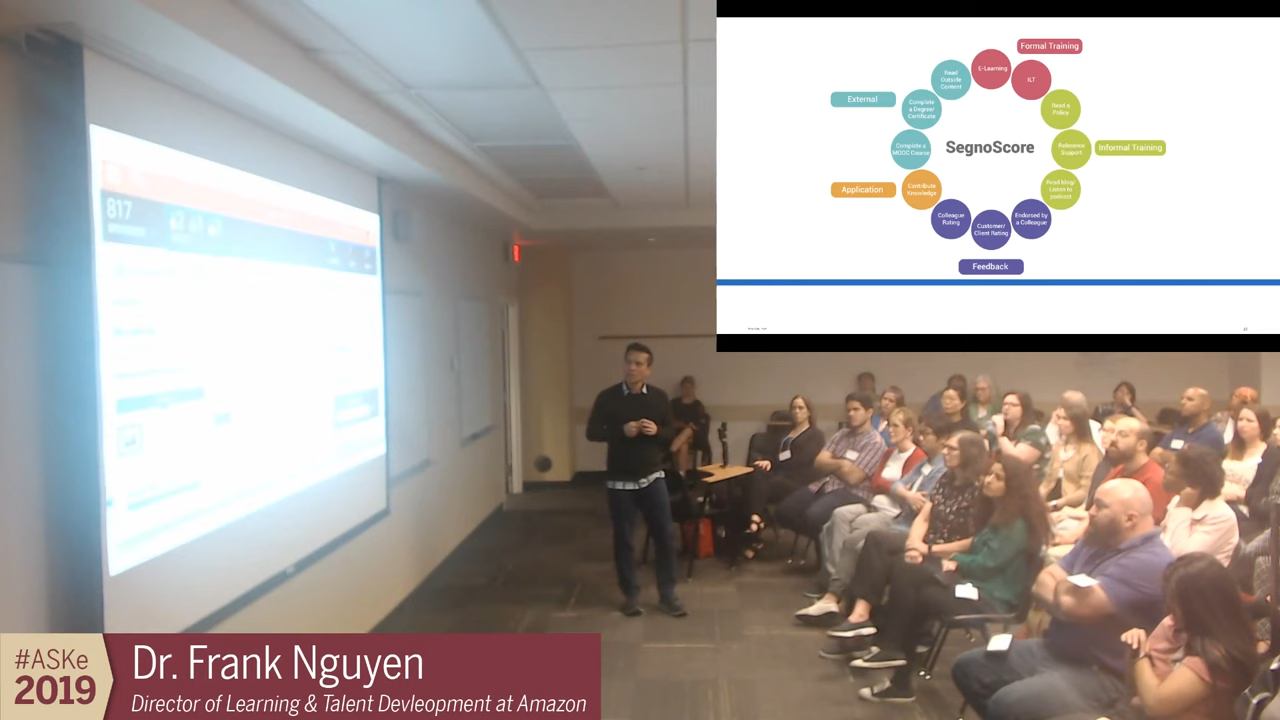 817
Formal Training
E-Learning
ILT
Read
Outside
Content
External
Complete
a Degree/
Certificate
Read a
Policy
Complete a
MOOC Course
SegnoScore
Reference
Support
Informal Training
Application
Contribute
Knowledge
Read blog/
Listen to
podcast
Colleague
Rating
Customer/
Client Rating
Endorsed by
a Colleague
Feedback
#ASKe
2019
Dr. Frank Nguyen
Director of Learning & Talent Devleopment at Amazon